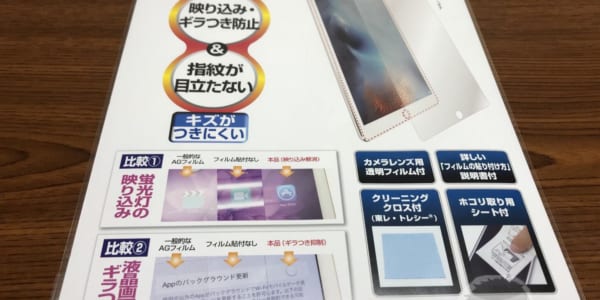 映り込み・
ギラつき防止
&
指紋が
目立たない
キズが
つきにくい
比較①
一般的な
AGフィルム
フィルム貼付なし
本品(映り込み軽減)
蛍光灯の
映り込み
App Store
比較②
一般的な
AGフィルム
フィルム貼付なし
本品(ギラつき抑制)
液晶画
ギラつ
Appのバックグラウンド更新
カメラレンズ用
透明フィルム付
詳しい
「フィルムの貼り付け方」
説明書付
クリーニング
クロス付
(東レ・トレシー®)
ホコリ取り用
シート付